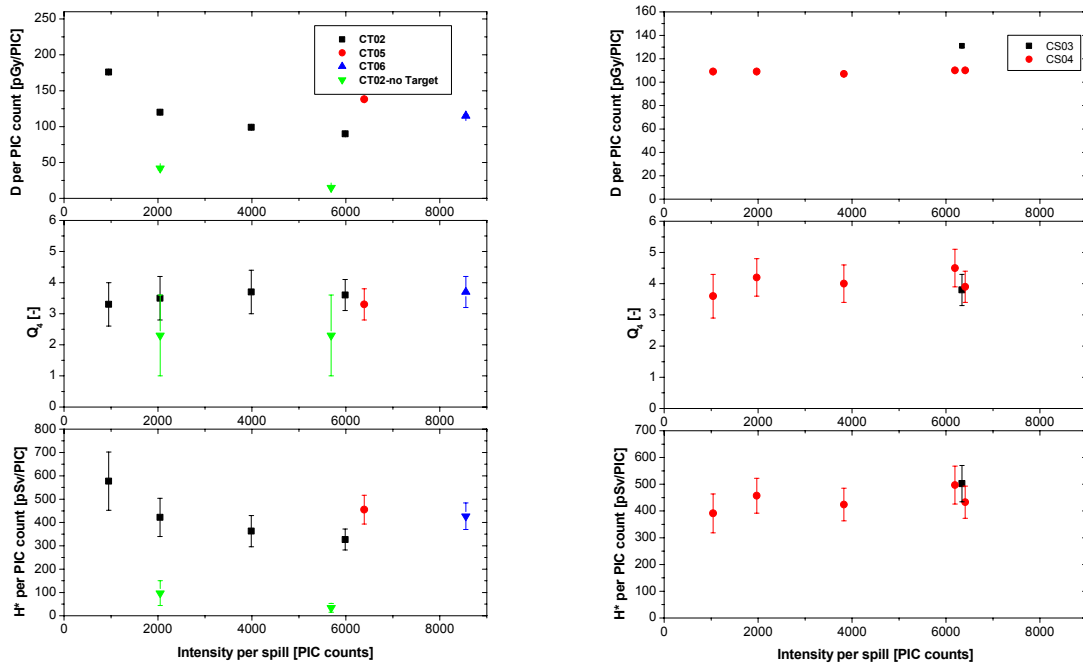 D per PIC count [pGy/PIC]
250
200
150
100
50
0
CT02
CT05
CT06
CT02-no Target
0 2000 4000 6000 8000
Q4 [-]
6
5
4
3
2
1
0
0 2000 4000 6000 8000
H* per PIC count [pSv/PIC]
800
700
600
500
400
300
200
100
0
0 2000 4000 6000 8000
Intensity per spill [PIC counts]
D per PIC count [pGy/PIC]
160
140
120
100
80
60
40
20
0
CS03
CS04
0 2000 4000 6000 8000
Q4 [-]
6
5
4
3
2
1
0
0 2000 4000 6000 8000
H* per PIC count [pSv/PIC]
700
600
500
400
300
200
100
0
0 2000 4000 6000 8000
Intensity per spill [PIC counts]